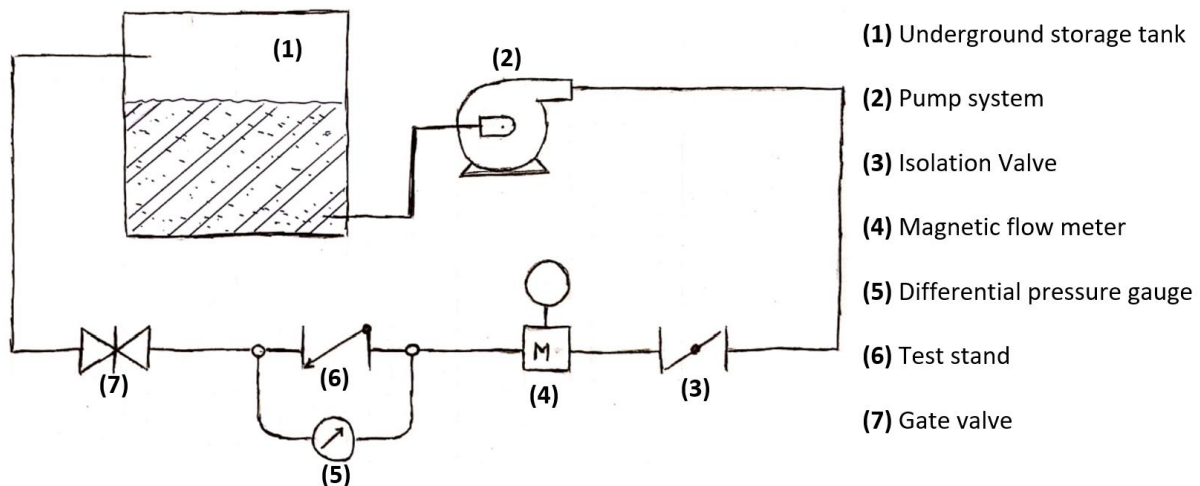 (1)
(2)
(1) Underground storage tank
(2) Pump system
(3) Isolation Valve
(4) Magnetic flow meter
(5) Differential pressure gauge
(6) Test stand
(7) Gate valve
M
(7)
(6)
(4)
(3)
(5)